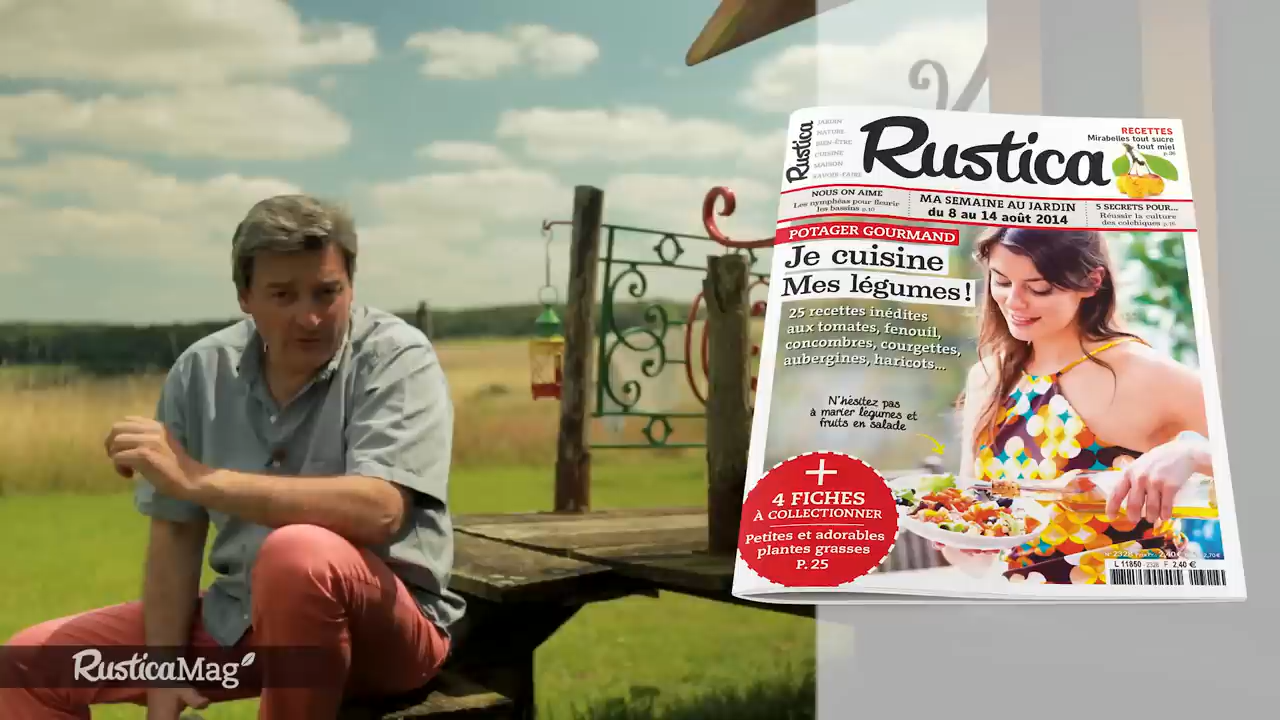 Rustica
JARDIN
NATURE
BIEN-ÊTRE
CUISINE
MAISON
SAVOIR-FAIRE
Rustica
RECETTES
Mirabelles tout sucre
tout miel
NOUS ON AIME
Les nymphéas pour fleurir
les bassins p.10
MA SEMAINE AU JARDIN
du 8 au 14 août 2014
5 SECRETS POUR...
Réussir la culture
des colchiques
POTAGER GOURMAND
Je cuisine
Mes légumes!
25 recettes inédites
aux tomates, fenouil,
concombres, courgettes,
aubergines, haricots...
N'hésitez pas
à marier légumes et
fruits en salade
+
4 FICHES
À COLLECTIONNER
Petites et adorables
plantes grasses
P. 25
L 11850 - 2328 - F: 2,40 €
RusticaMag